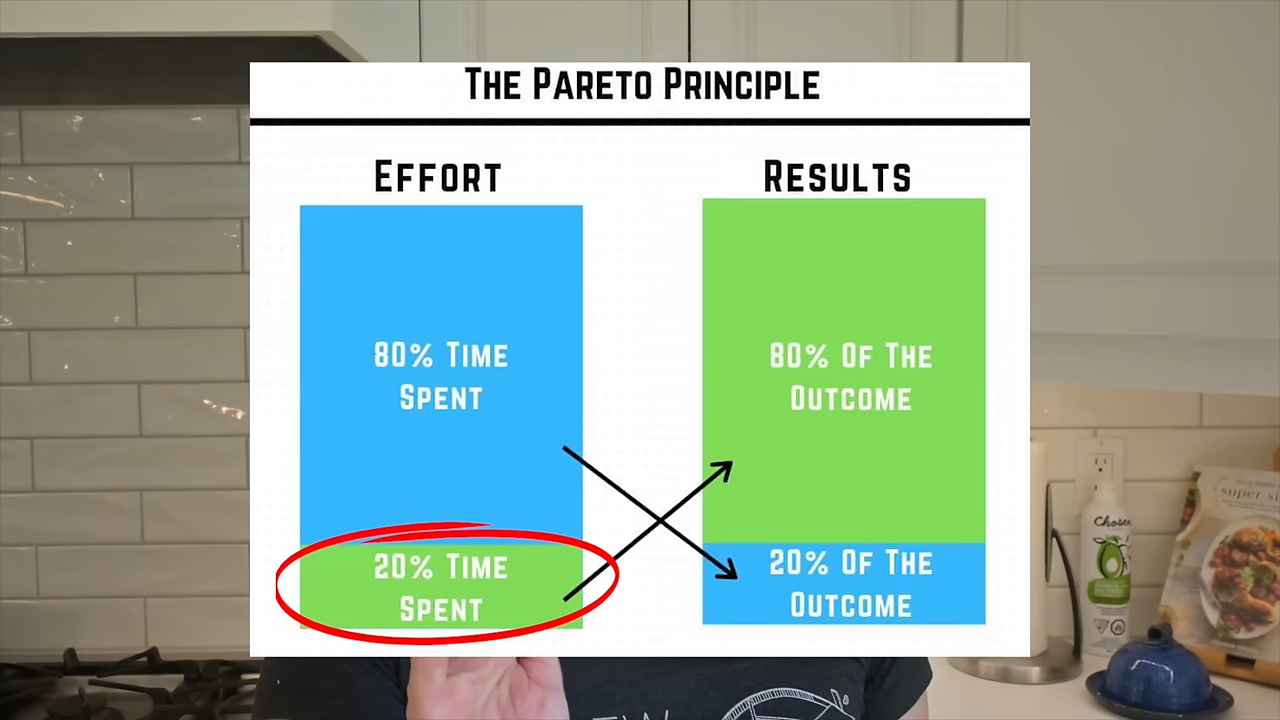 THE PARETO PRINCIPLE
EFFORT
RESULTS
80% TIME
SPENT
80% OF THE
OUTCOME
20% TIME
SPENT
20% OF THE
OUTCOME
Chosen
super